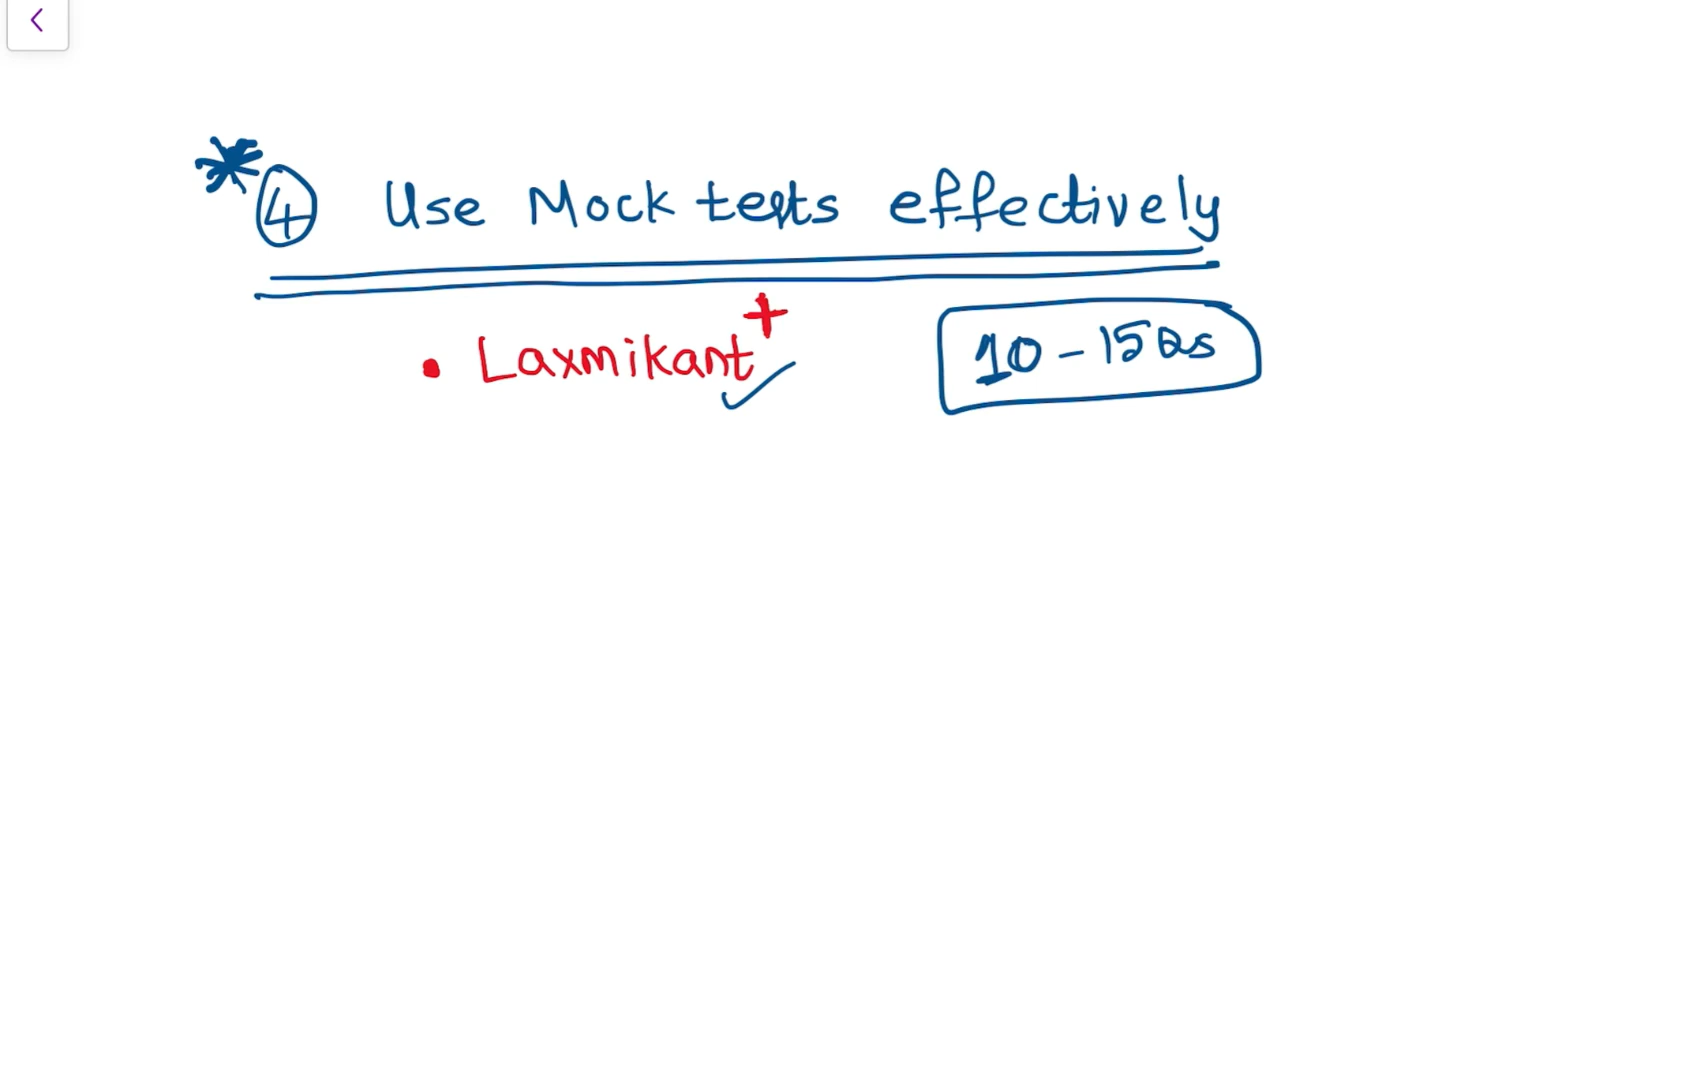 4 Use Mock tests effectively
• Laxmikant+ 10-15 Qs